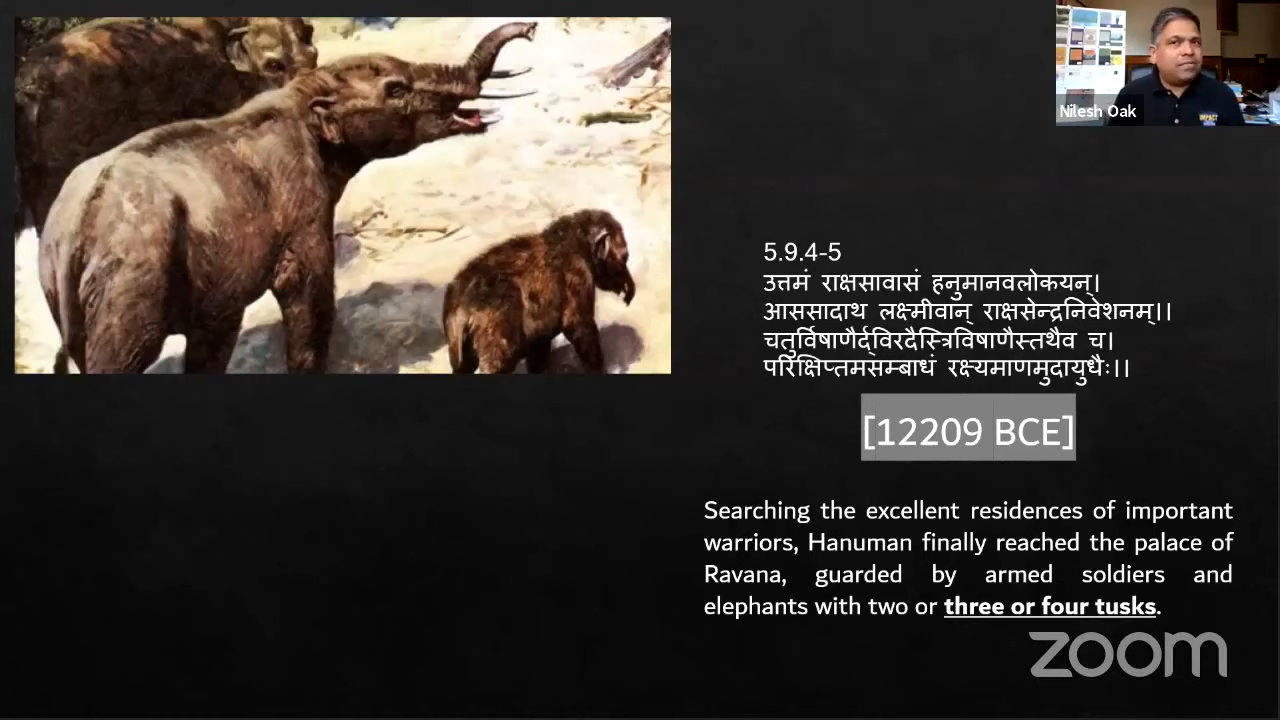 Nilesh Oak
IMPACT
5.9.4-5
उत्तमं राक्षसावासं हनुमानवलोकयन्।
आससादाथ लक्ष्मीवान् राक्षसेन्द्रनिवेशनम्।।
चतुर्विषाणैर्द्विरदैस्त्रिविषाणैस्तथैव च।
परिक्षिप्तमसम्बाधं रक्ष्यमाणमुदायुधैः।।
[12209 BCE]
Searching the excellent residences of important
warriors, Hanuman finally reached the palace of
Ravana, guarded by armed soldiers and
elephants with two or three or four tusks.
zoom